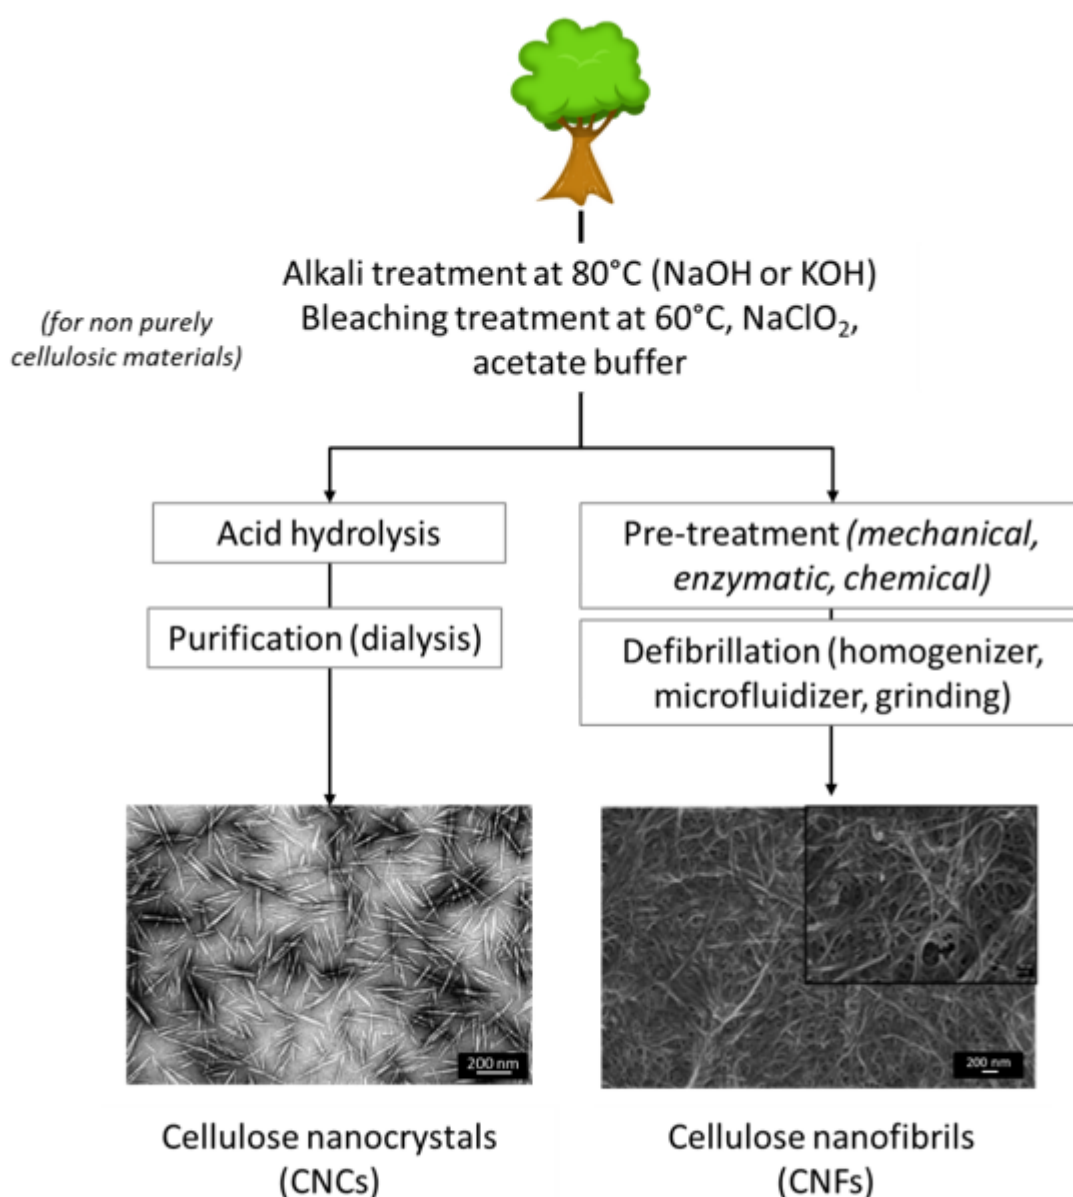 Alkali treatment at 80°C (NaOH or KOH)
Bleaching treatment at 60°C, NaClO₂,
acetate buffer
(for non purely
cellulosic materials)
Acid hydrolysis
Purification (dialysis)
Pre-treatment (mechanical,
enzymatic, chemical)
Defibrillation (homogenizer,
microfluidizer, grinding)
200 nm
200 nm
Cellulose nanocrystals
(CNCs)
Cellulose nanofibrils
(CNFs)